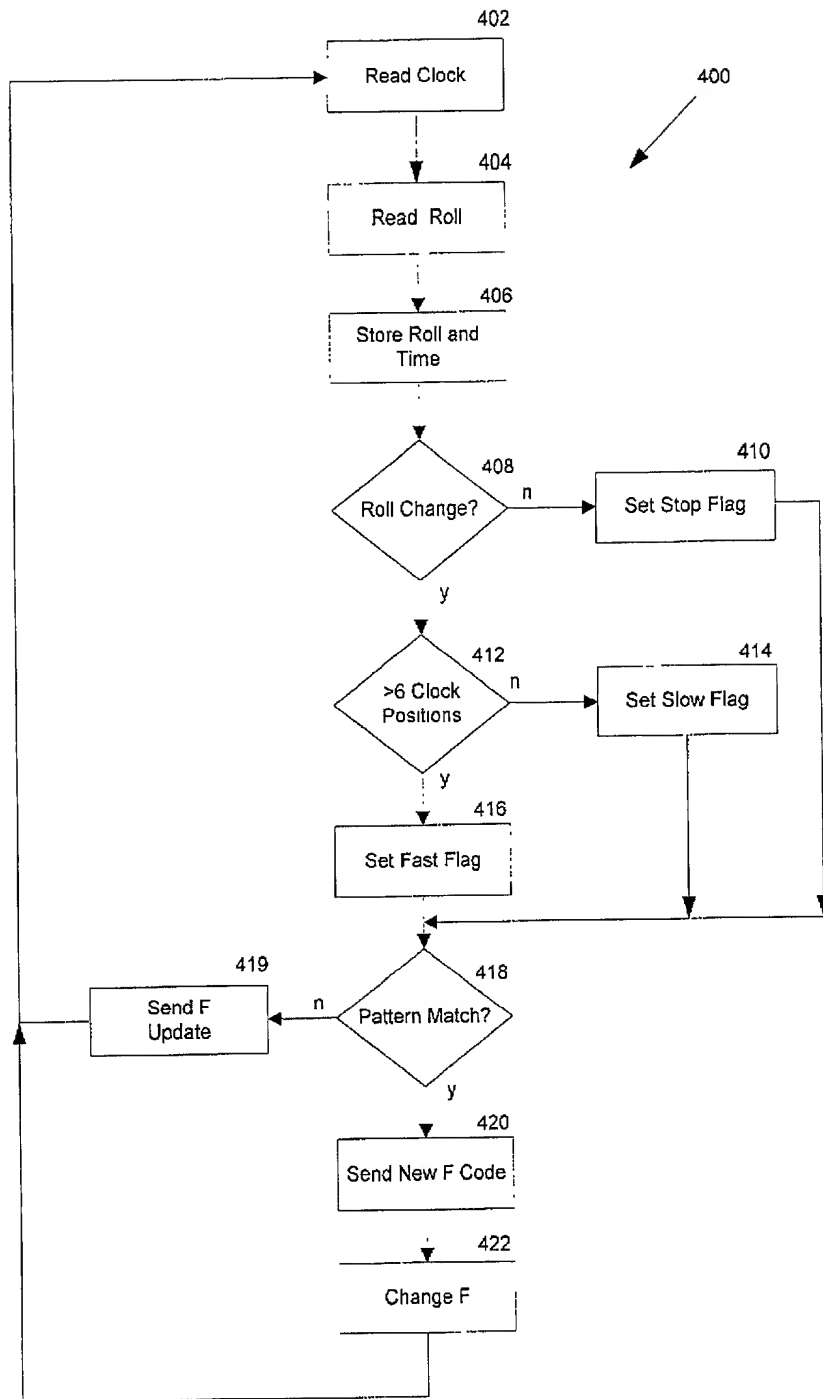 402
Read Clock
400
404
Read Roll
406
Store Roll and
Time
408
Roll Change?
n
410
Set Stop Flag
y
412
>6 Clock
Positions
n
414
Set Slow Flag
y
416
Set Fast Flag
419
Send F
Update
n
418
Pattern Match?
y
420
Send New F Code
422
Change F